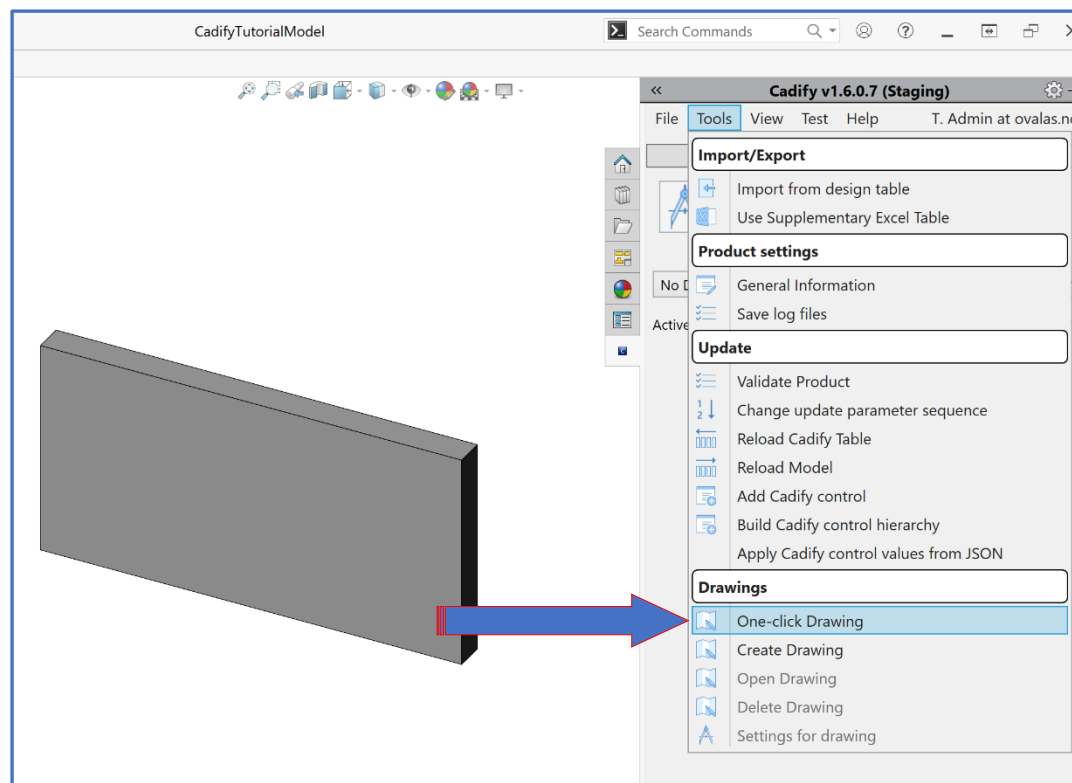 CadifyTutorialModel
Search Commands
Cadify v1.6.0.7 (Staging)
File Tools View Test Help T. Admin at ovalas.no
Import/Export
Import from design table
Use Supplementary Excel Table
Product settings
No
General Information
Save log files
Active
Update
Validate Product
Change update parameter sequence
Reload Cadify Table
Reload Model
Add Cadify control
Build Cadify control hierarchy
Apply Cadify control values from JSON
Drawings
One-click Drawing
Create Drawing
Open Drawing
Delete Drawing
Settings for drawing